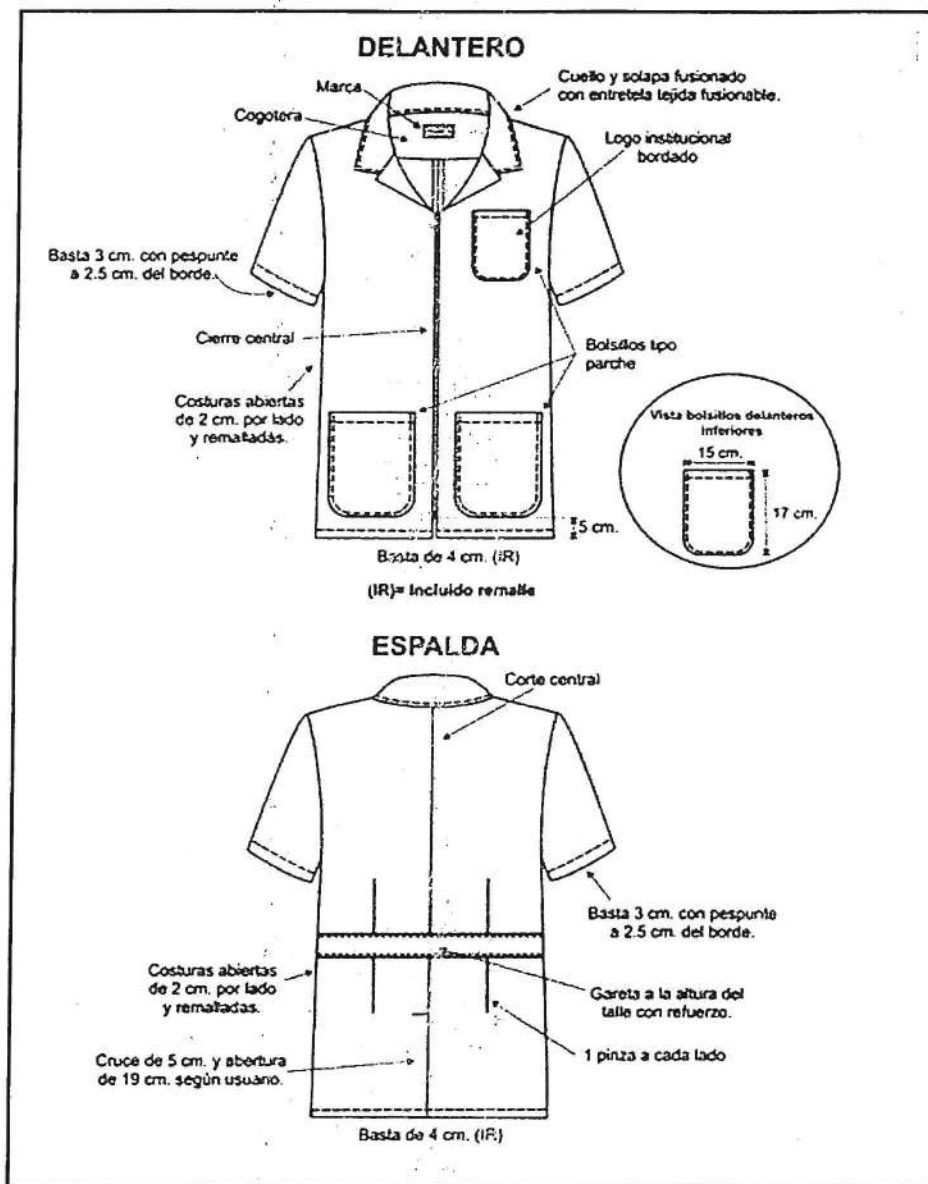 DELANTERO
Marca
Cogotera
Cuello y solapa fusionado
con entretela tejida fusionable.
Logo institucional
bordado
Basta 3 cm. con pespunte
a 2.5 cm. del borde.
Cierre central
Costuras abiertas
de 2 cm. por lado
y remalladas.
Bolsillos tipo
parche
Vista bolsillos delanteros
inferiores
15 cm.
17 cm.
5 cm.
Basta de 4 cm. (IR)
(IR)= Incluido remalle
ESPALDA
Corte central
Basta 3 cm. con pespunte
a 2.5 cm. del borde.
Costuras abiertas
de 2 cm. por lado
y remalladas.
Gareta a la altura del
talle con refuerzo.
1 pinza a cada lado
Cruce de 5 cm. y abertura
de 19 cm. según usuario.
Basta de 4 cm. (IR)